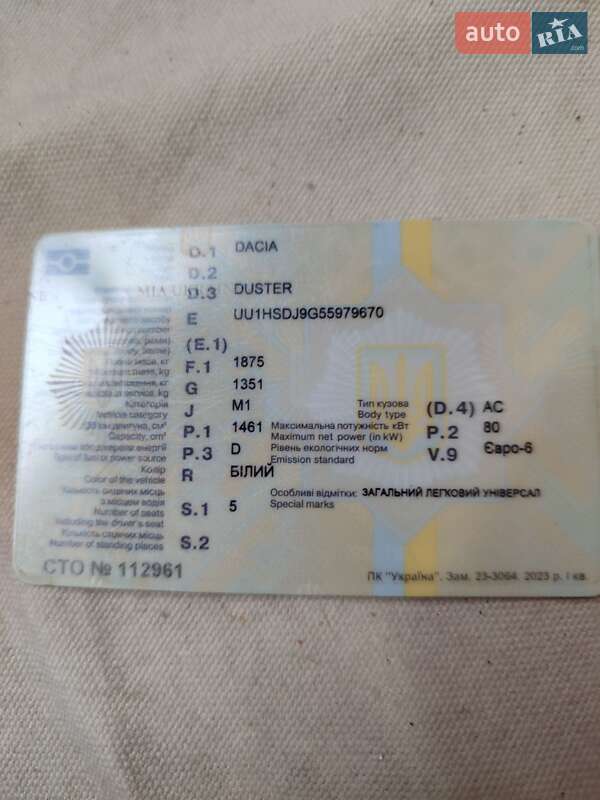 auto RIA .com
D.1 DACIA
D.2
D.3 DUSTER
E UU1HSDJ9G55979670
(E.1)
F.1 1875
G 1351
Категорія
Vehicle category J M1 Тип кузова
Body type (D.4) AC
Capacity, cm³ P.1 1461 Максимальна потужність кВт
Maximum net power (in kW) P.2 80
P.3 D Рівень екологічних норм
Emission standard V.9 Євро-6
Колір
Color of the vehicle R БІЛИЙ
Кількість сидячих місць
з місцем водія
Number of seats
including the driver's seat S.1 5
Особливі відмітки: ЗАГАЛЬНИЙ ЛЕГКОВИЙ УНІВЕРСАЛ
Special marks
Кількість стоячих місць
Number of standing places S.2
СТО № 112961
ПК "Україна". Зам. 23-3064. 2023 р. I кв.